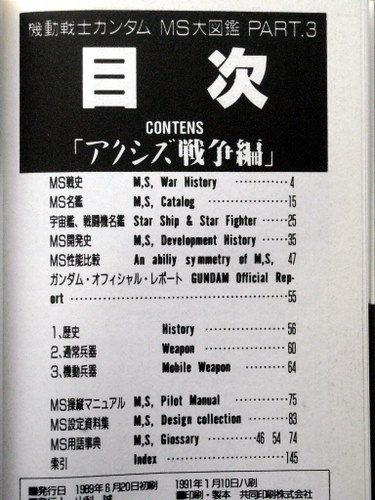 機動戦士ガンダム MS大図鑑 PART.3
目次
CONTENS
「アクシズ戦争編」
MS戦史 M,S, War History ………… 4
MS名鑑 M,S, Catalog ………………15
宇宙艦、戦闘機名鑑 Star Ship & Star Fighter ……25
MS開発史 M,S, Development History ……35
MS性能比較 An abiliy symmetry of M,S, 47
ガンダム・オフィシャル・レポート GUNDAM Official Rep-
ort ……………………………………………55
1、歴史 History ………………56
2、通常兵器 Weapon ………………60
3、機動兵器 Mobile Weapon ………64
MS操縦マニュアル M,S, Pilot Manual …………75
MS設定資料集 M,S, Design collection ………83
MS用語事典 M,S, Glossary …………46 54 74
索引 Index ……………………145
■発行日 1989年6月20日初刷 1991年1月10日八刷
■印刷・製本 共同印刷株式会社